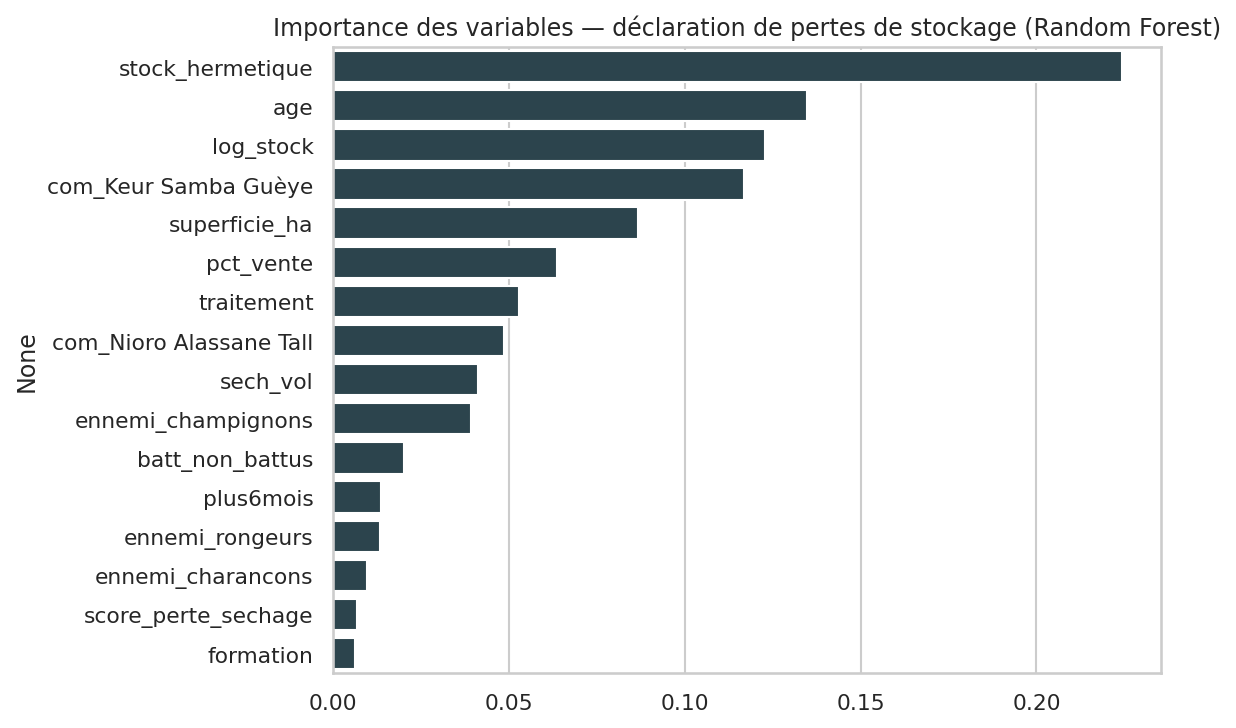 Importance des variables — déclaration de pertes de stockage (Random Forest)
stock_hermetique
age
log_stock
com_Keur Samba Guèye
superficie_ha
pct_vente
traitement
com_Nioro Alassane Tall
sech_vol
ennemi_champignons
batt_non_battus
plus6mois
ennemi_rongeurs
ennemi_charancons
score_perte_sechage
formation
None
0.00 0.05 0.10 0.15 0.20